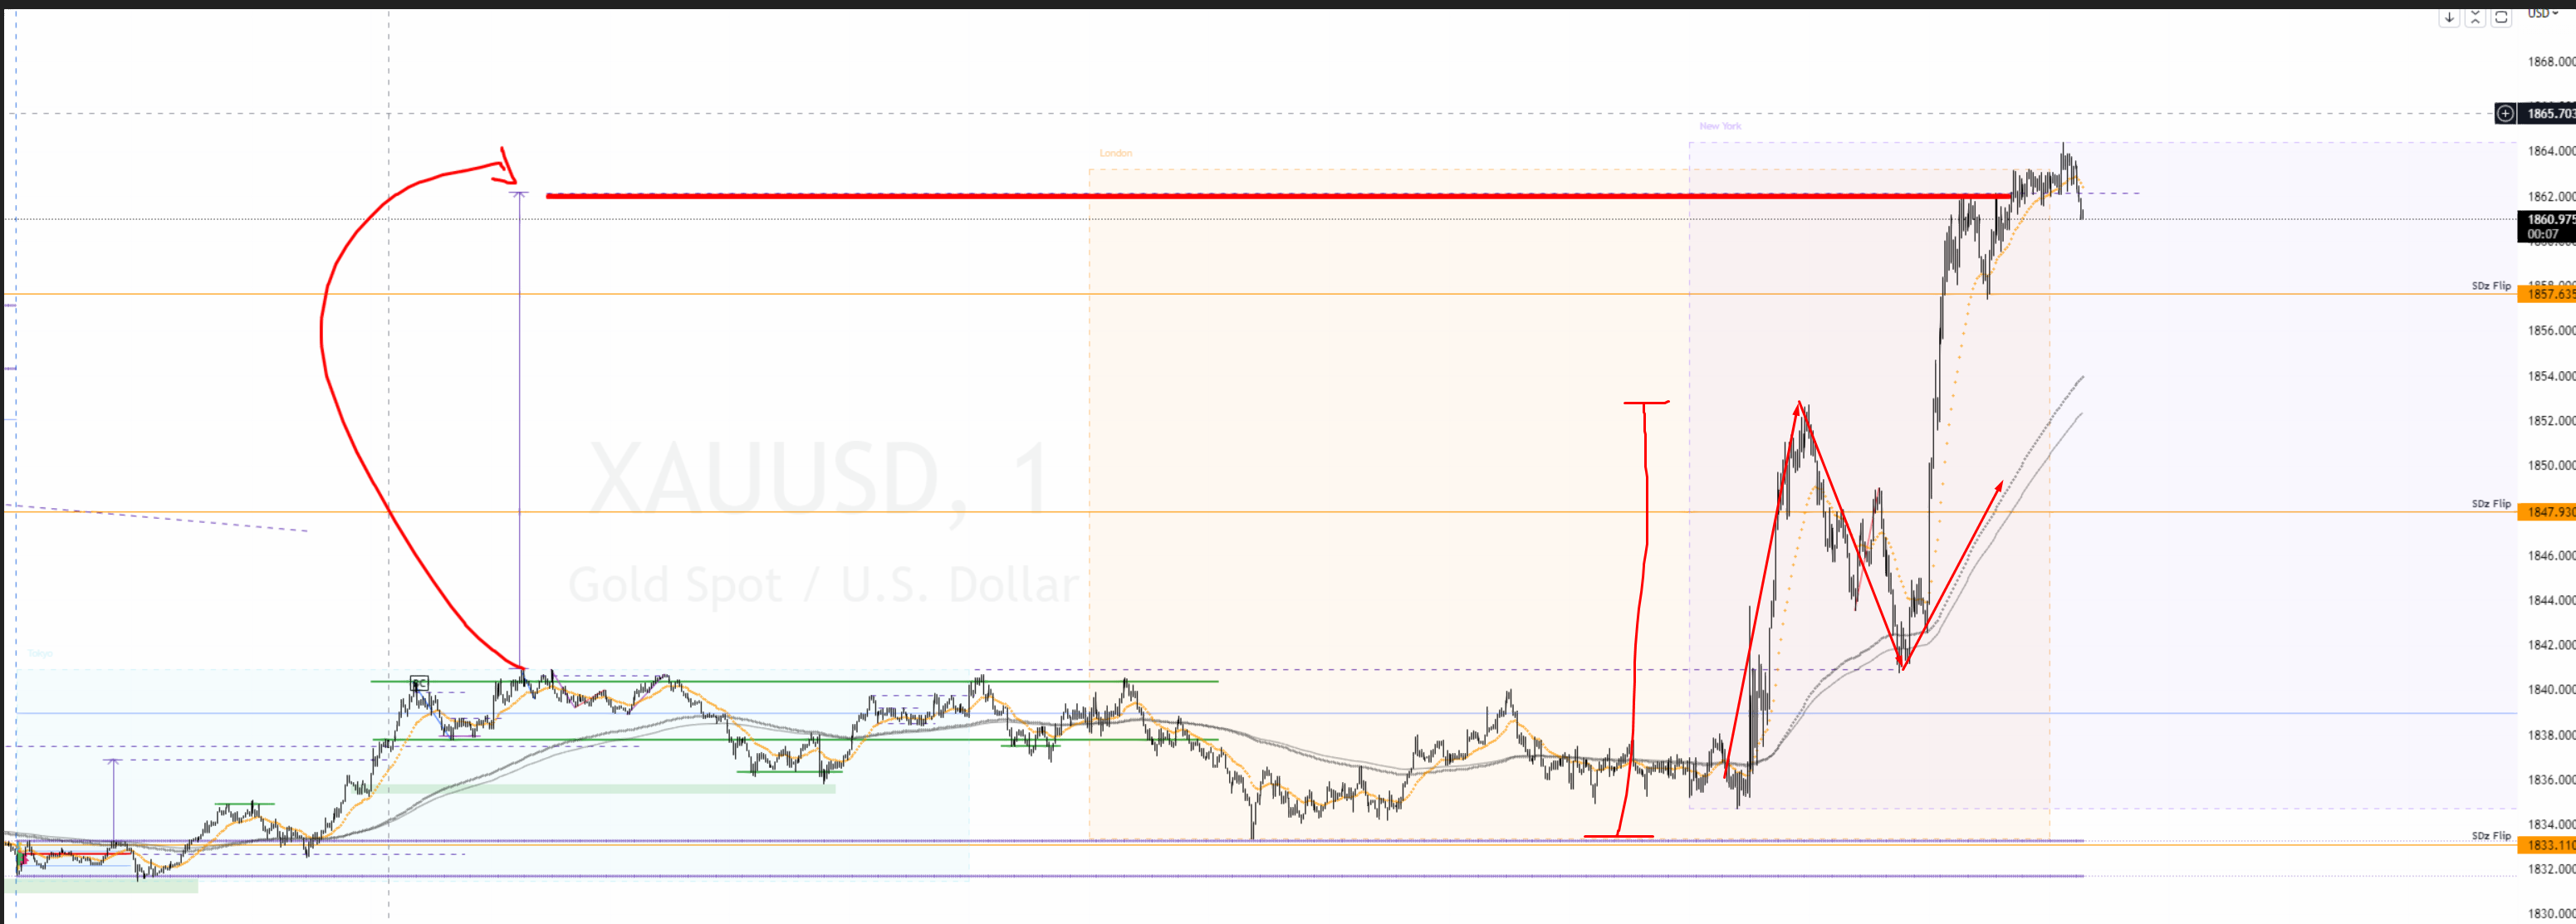 USD
1868.000
1865.703
New York
1864.000
London
1862.000
1860.975
00:07
SDz Flip
1857.635
1856.000
1854.000
1852.000
XAUUSD, 1
1850.000
SDz Flip
1847.930
1846.000
Gold Spot / U.S. Dollar
1844.000
1842.000
Tokyo
1840.000
1838.000
1836.000
1834.000
SDz Flip
1833.110
1832.000
1830.000